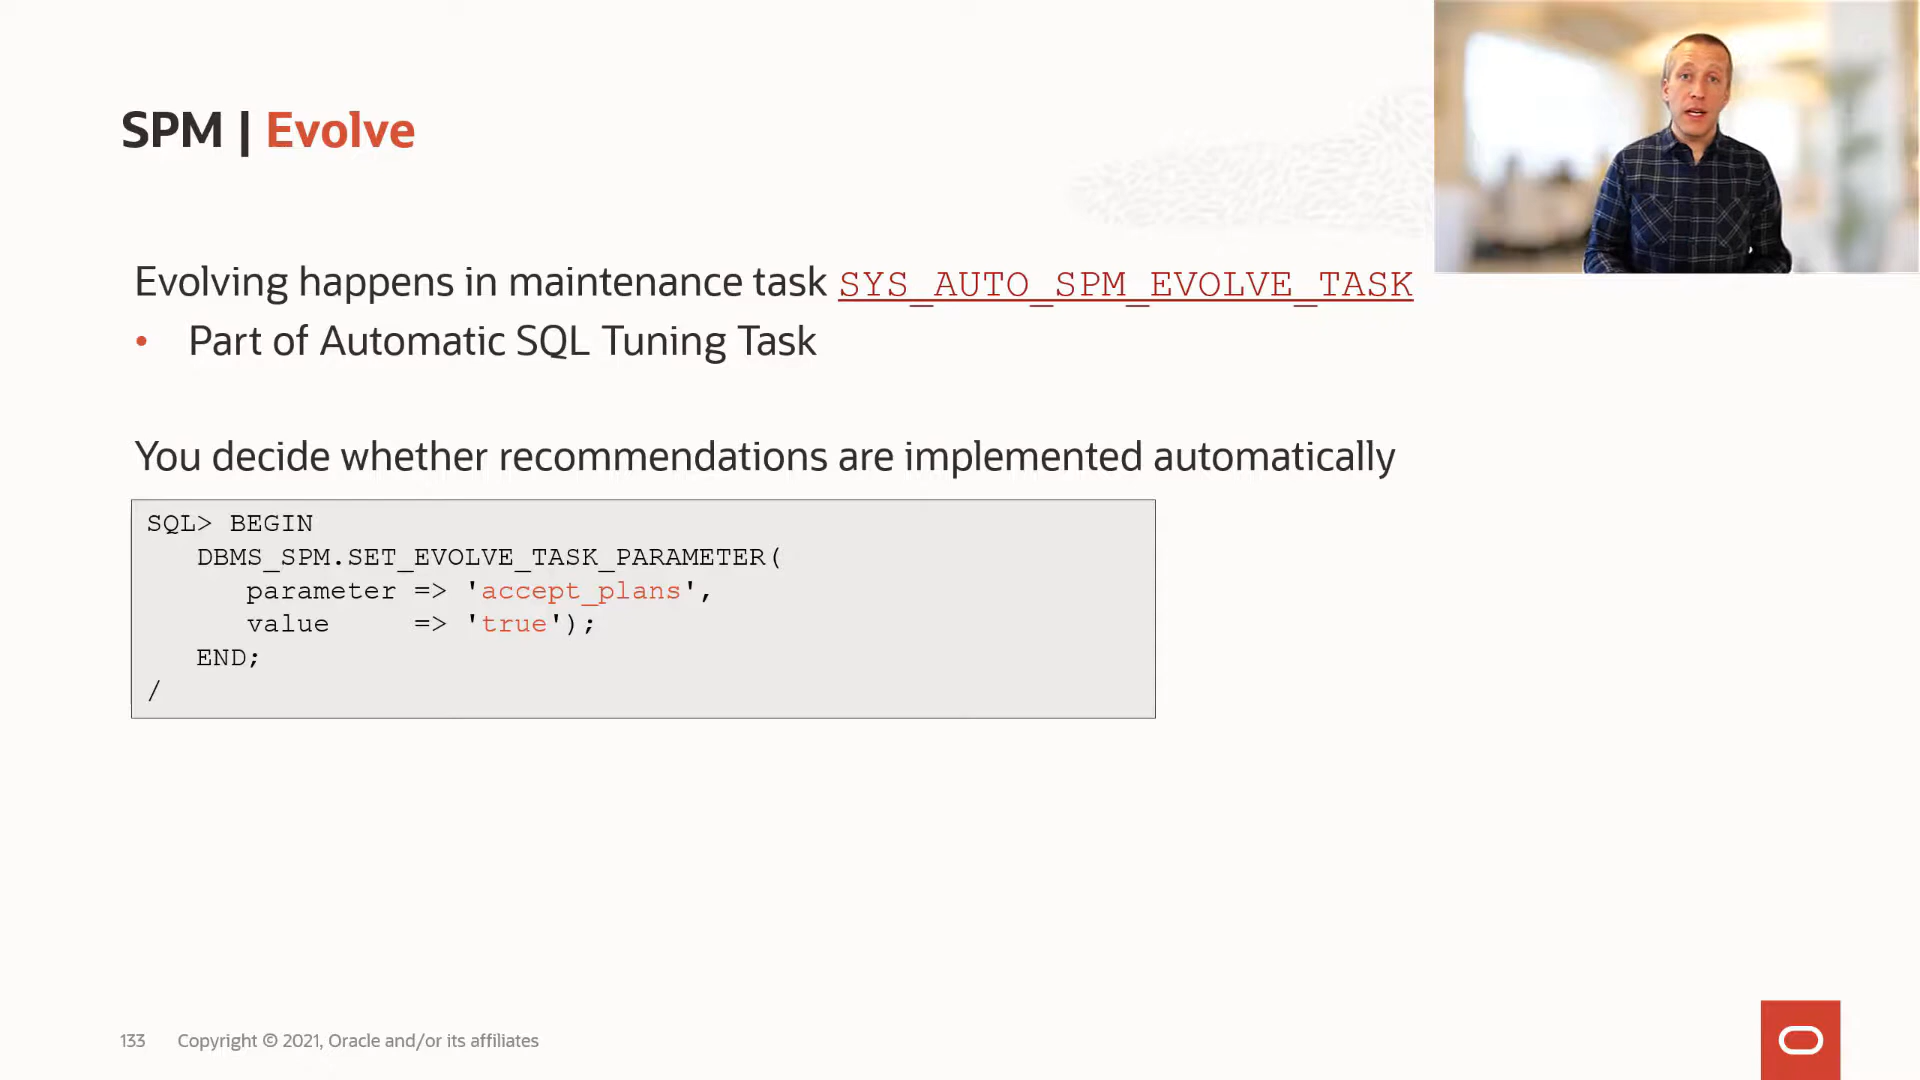 SPM | Evolve
Evolving happens in maintenance task SYS_AUTO_SPM_EVOLVE_TASK
• Part of Automatic SQL Tuning Task
You decide whether recommendations are implemented automatically
SQL> BEGIN
   DBMS_SPM.SET_EVOLVE_TASK_PARAMETER(
      parameter => 'accept_plans',
      value     => 'true');
   END;
/
133 Copyright © 2021, Oracle and/or its affiliates